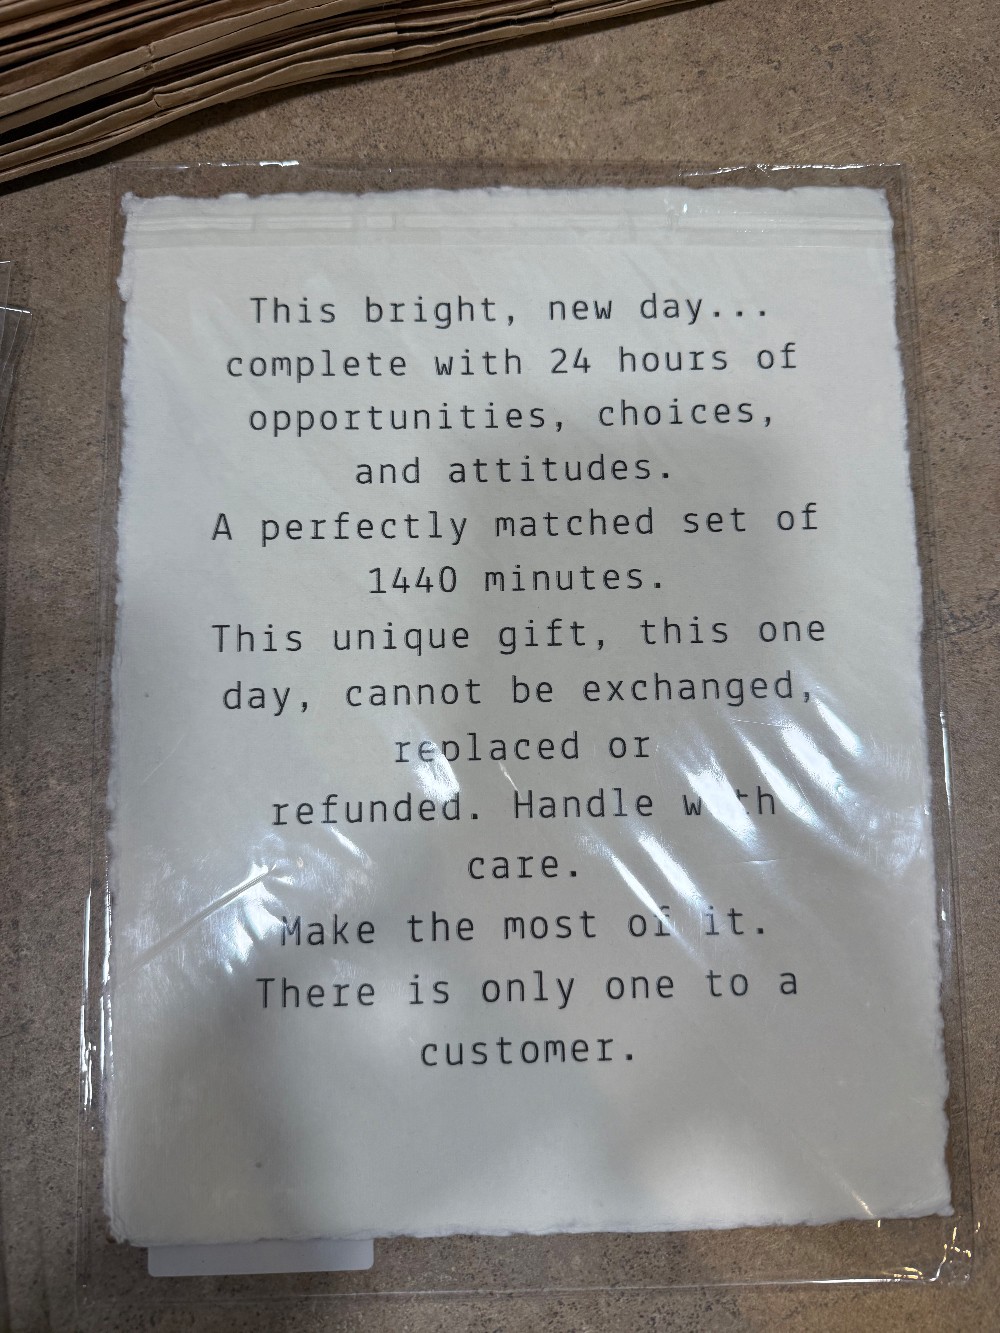 This bright, new day...
complete with 24 hours of
opportunities, choices,
and attitudes.
A perfectly matched set of
1440 minutes.
This unique gift, this one
day, cannot be exchanged,
replaced or
refunded. Handle with
care.
Make the most of it.
There is only one to a
customer.